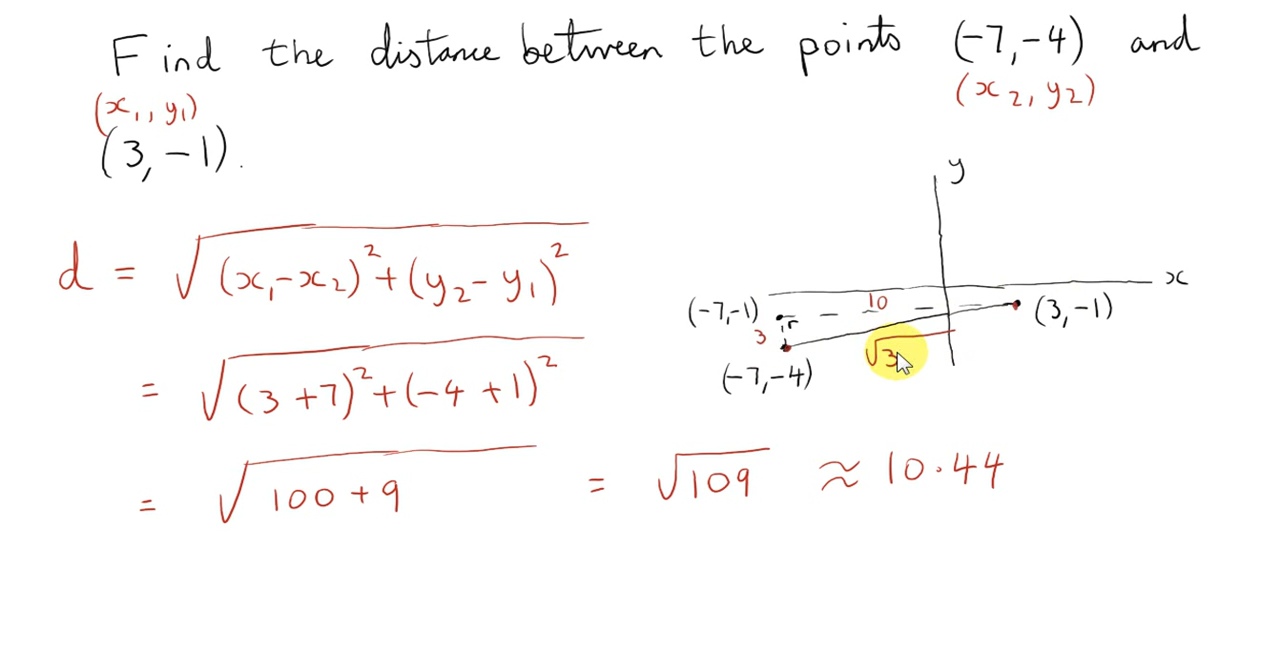 Find the distance between the points (-7,-4) and
(x₁, y₁) (x₂, y₂)
(3,-1).
y
x
d = √((x₁-x₂)²+(y₂-y₁)²)
(-7,-1) 10 (3,-1)
3
√3
(-7,-4)
= √((3+7)²+(-4+1)²)
= √(100+9) = √109 ≈ 10.44